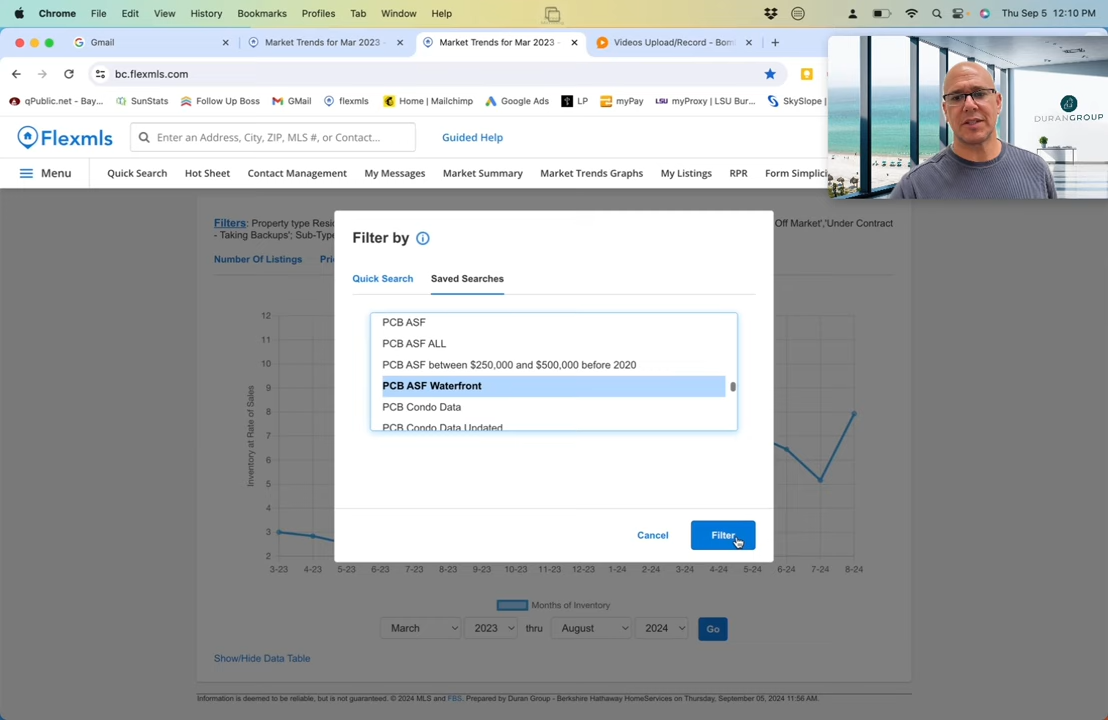 Chrome File Edit View History Bookmarks Profiles Tab Window Help Thu Sep 5 12:10 PM
Gmail Market Trends for Mar 2023 - Market Trends for Mar 2023 - Videos Upload/Record - Bom
bc.flexmls.com
qPublic.net - Bay... SunStats Follow Up Boss GMail flexmls Home | Mailchimp Google Ads LP myPay LSU myProxy | LSU Bur... SkySlope |
DURANGROUP
Flexmls Enter an Address, City, ZIP, MLS #, or Contact... Guided Help
Menu Quick Search Hot Sheet Contact Management My Messages Market Summary Market Trends Graphs My Listings RPR Form Simplici
Filters: Property type Resi Off Market','Under Contract
- Taking Backups'; Sub-Type
Number Of Listings Pri
Filter by
Quick Search Saved Searches
PCB ASF
PCB ASF ALL
PCB ASF between $250,000 and $500,000 before 2020
PCB ASF Waterfront
PCB Condo Data
PCB Condo Data Updated
Cancel Filter
12
11
10
9
8
7
6
5
4
3
2
Inventory at Rate of Sales
3-23 4-23 5-23 6-23 7-23 8-23 9-23 10-23 11-23 12-23 1-24 2-24 3-24 4-24 5-24 6-24 7-24 8-24
Months of Inventory
March 2023 thru August 2024 Go
Show/Hide Data Table
Information is deemed to be reliable, but is not guaranteed. © 2024 MLS and FBS. Prepared by Duran Group - Berkshire Hathaway HomeServices on Thursday, September 05, 2024 11:56 AM.